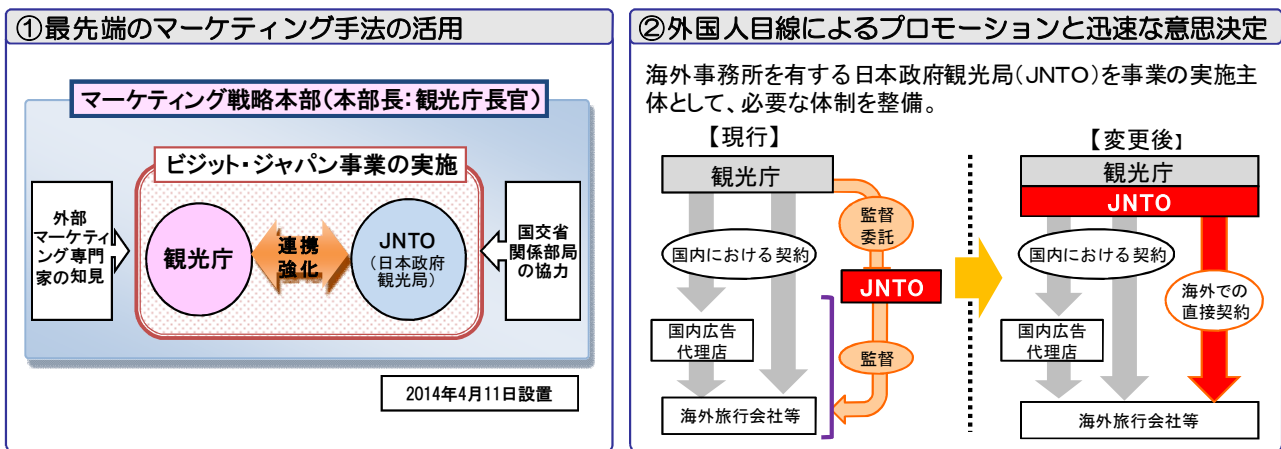 ①最先端のマーケティング手法の活用
マーケティング戦略本部(本部長:観光庁長官)
ビジット・ジャパン事業の実施
外部
マーケティ
ング専門
家の知見
観光庁
連携
強化
JNTO
(日本政府
観光局)
国交省
関係部局
の協力
2014年4月11日設置
②外国人目線によるプロモーションと迅速な意思決定
海外事務所を有する日本政府観光局(JNTO)を事業の実施主
体として、必要な体制を整備。
【現行】
観光庁
監督
委託
国内における契約
JNTO
国内広告
代理店
監督
海外旅行会社等
【変更後】
観光庁
JNTO
国内における契約
海外での
直接契約
国内広告
代理店
海外旅行会社等